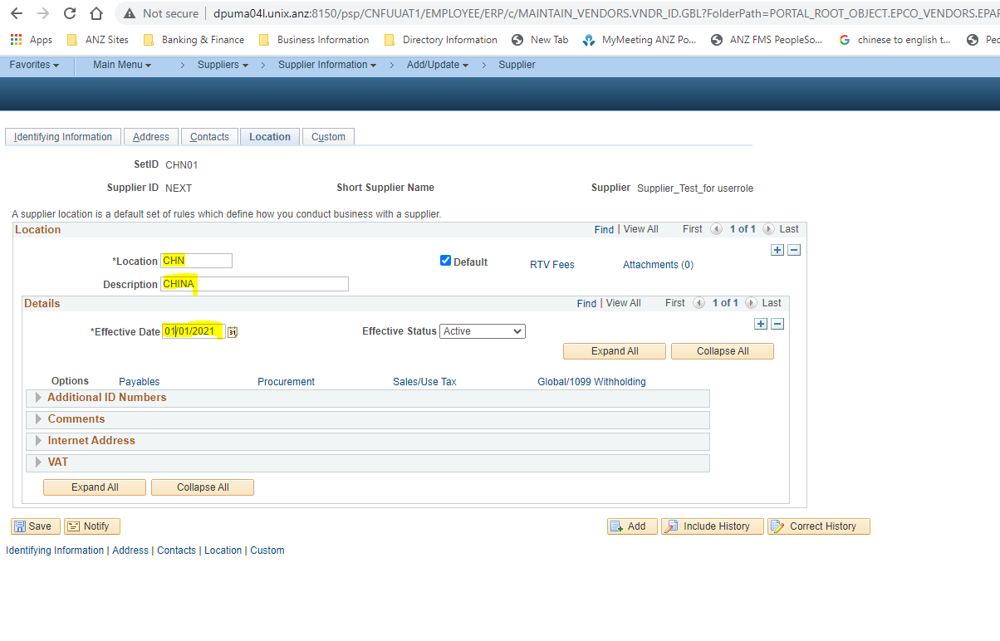 Not secure | dpuma04l.unix.anz:8150/psp/CNFUUAT1/EMPLOYEE/ERP/c/MAINTAIN_VENDORS.VNDR_ID.GBL?FolderPath=PORTAL_ROOT_OBJECT.EPCO_VENDORS.EPAP
Apps ANZ Sites Banking & Finance Business Information Directory Information New Tab MyMeeting ANZ Po... ANZ FMS PeopleSo... chinese to english t... Peo
Favorites Main Menu > Suppliers > Supplier Information > Add/Update > Supplier
Identifying Information Address Contacts Location Custom
SetID CHN01
Supplier ID NEXT Short Supplier Name Supplier Supplier_Test_for userrole
A supplier location is a default set of rules which define how you conduct business with a supplier.
Location Find | View All First 1 of 1 Last
*Location CHN Default RTV Fees Attachments (0)
Description CHINA
Details Find | View All First 1 of 1 Last
*Effective Date 01/01/2021 31 Effective Status Active
Expand All Collapse All
Options Payables Procurement Sales/Use Tax Global/1099 Withholding
Additional ID Numbers
Comments
Internet Address
VAT
Expand All Collapse All
Save Notify Add Include History Correct History
Identifying Information | Address | Contacts | Location | Custom